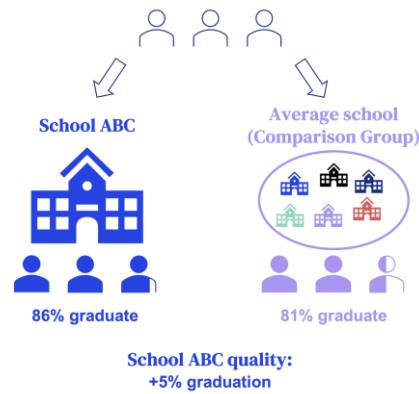 School ABC
Average school
(Comparison Group)
86% graduate
81% graduate
School ABC quality:
+5% graduation